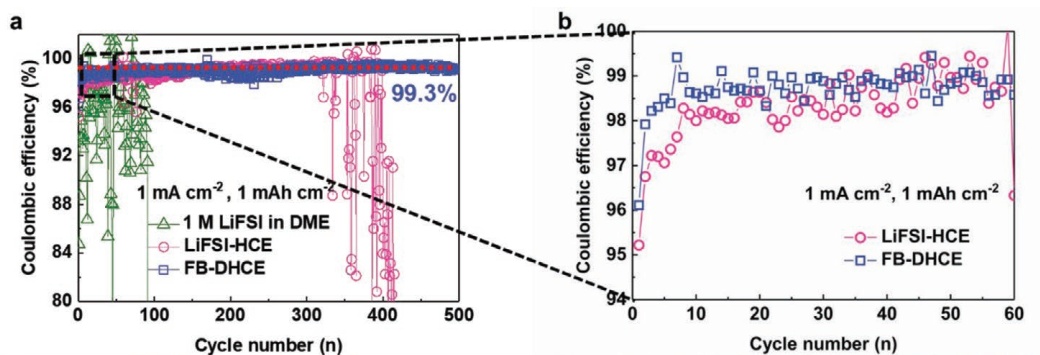 a
Coulombic efficiency (%)
100
96
92
88
84
80
99.3%
1 mA cm-2, 1 mAh cm-2
1 M LiFSI in DME
LiFSI-HCE
FB-DHCE
0
100
200
300
400
500
Cycle number (n)
b
Coulombic efficiency (%)
100
99
98
97
96
95
94
1 mA cm-2, 1 mAh cm-2
LiFSI-HCE
FB-DHCE
0
10
20
30
40
50
60
Cycle number (n)